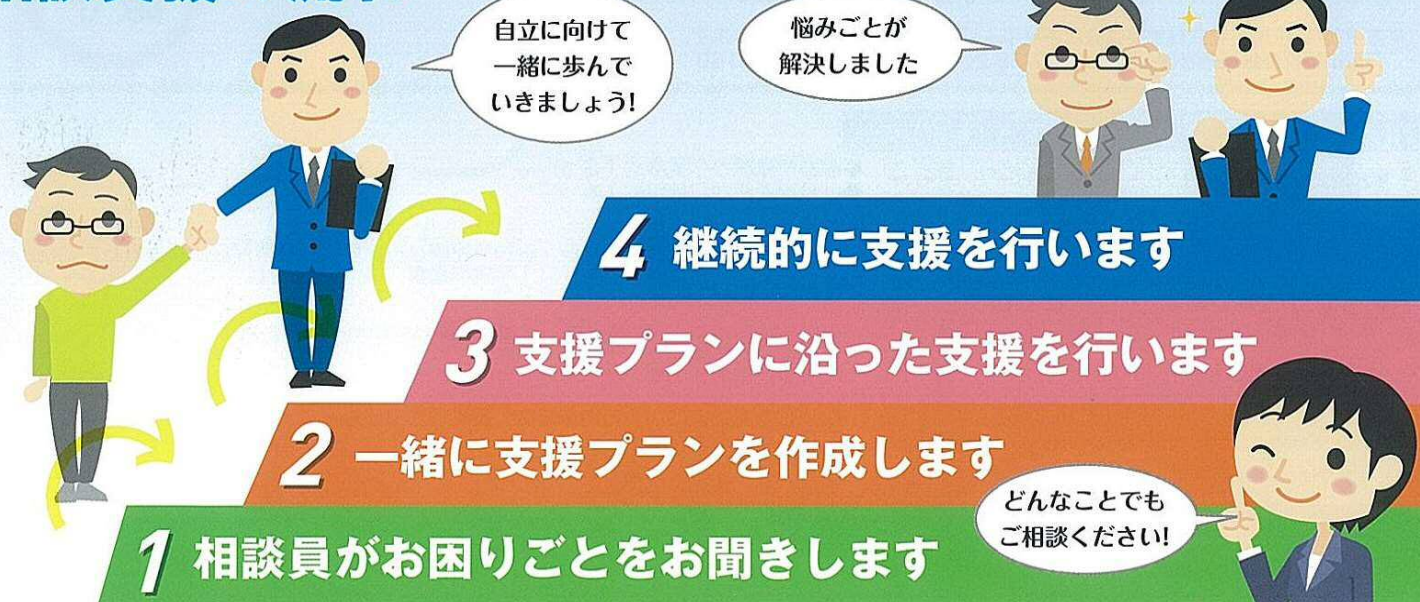 自立に向けて
一緒に歩んで
いきましょう!
悩みごとが
解決しました
4 継続的に支援を行います
3 支援プランに沿った支援を行います
2 一緒に支援プランを作成します
どんなことでも
ご相談ください!
1 相談員がお困りごとをお聞きします